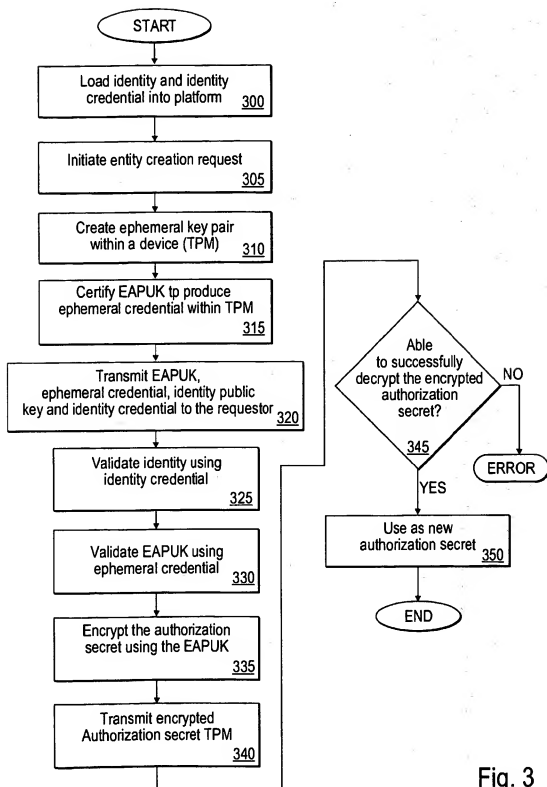 START
Load identity and identity
credential into platform
300
Initiate entity creation request
305
Create ephemeral key pair
within a device (TPM)
310
Certify EAPUK tp produce
ephemeral credential within TPM
315
Transmit EAPUK,
ephemeral credential, identity public
key and identity credential to the requestor
320
Validate identity using
identity credential
325
Validate EAPUK using
ephemeral credential
330
Encrypt the authorization
secret using the EAPUK
335
Transmit encrypted
Authorization secret TPM
340
Able
to successfully
decrypt the encrypted
authorization
secret?
345
NO
ERROR
YES
Use as new
authorization secret
350
END
Fig. 3